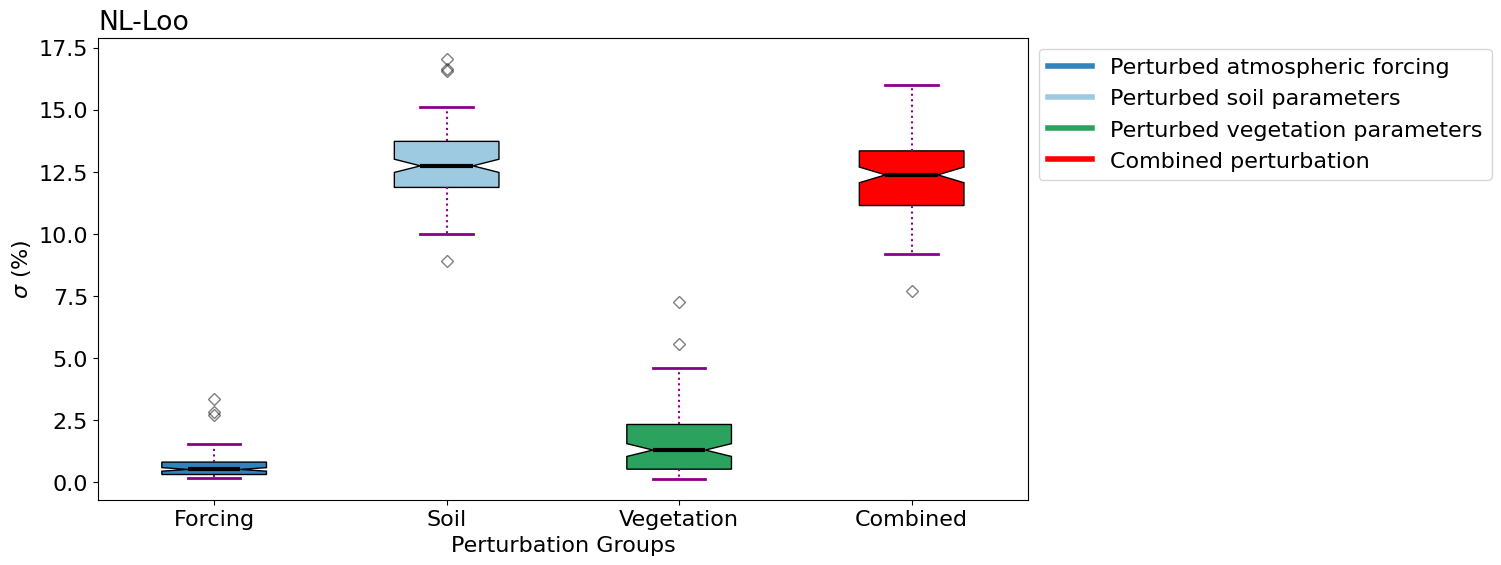 NL-Loo
17.5
15.0
12.5
10.0
7.5
5.0
2.5
0.0
σ (%)
Forcing Soil Vegetation Combined
Perturbation Groups
Perturbed atmospheric forcing
Perturbed soil parameters
Perturbed vegetation parameters
Combined perturbation